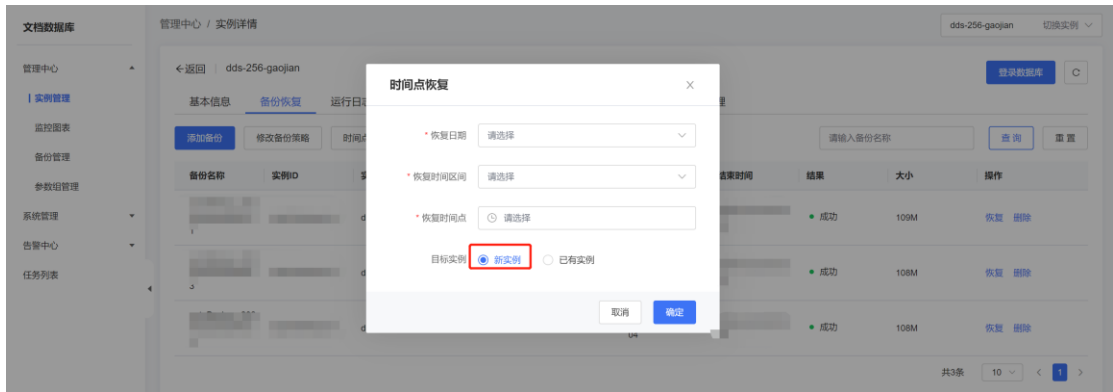 文档数据库
管理中心 / 实例详情
dds-256-gaojian 切换实例
管理中心
实例管理
监控图表
备份管理
参数组管理
系统管理
告警中心
任务列表
←返回 dds-256-gaojian
登录数据库
基本信息 备份恢复 运行日
添加备份 修改备份策略 时间点
请输入备份名称
查询 重置
备份名称 实例ID 结束时间 结果 大小 操作
成功 109M 恢复 删除
成功 108M 恢复 删除
04 成功 108M 恢复 删除
共3条 10 < 1 >
时间点恢复
* 恢复日期 请选择
* 恢复时间区间 请选择
* 恢复时间点 请选择
目标实例 新实例 已有实例
取消 确定